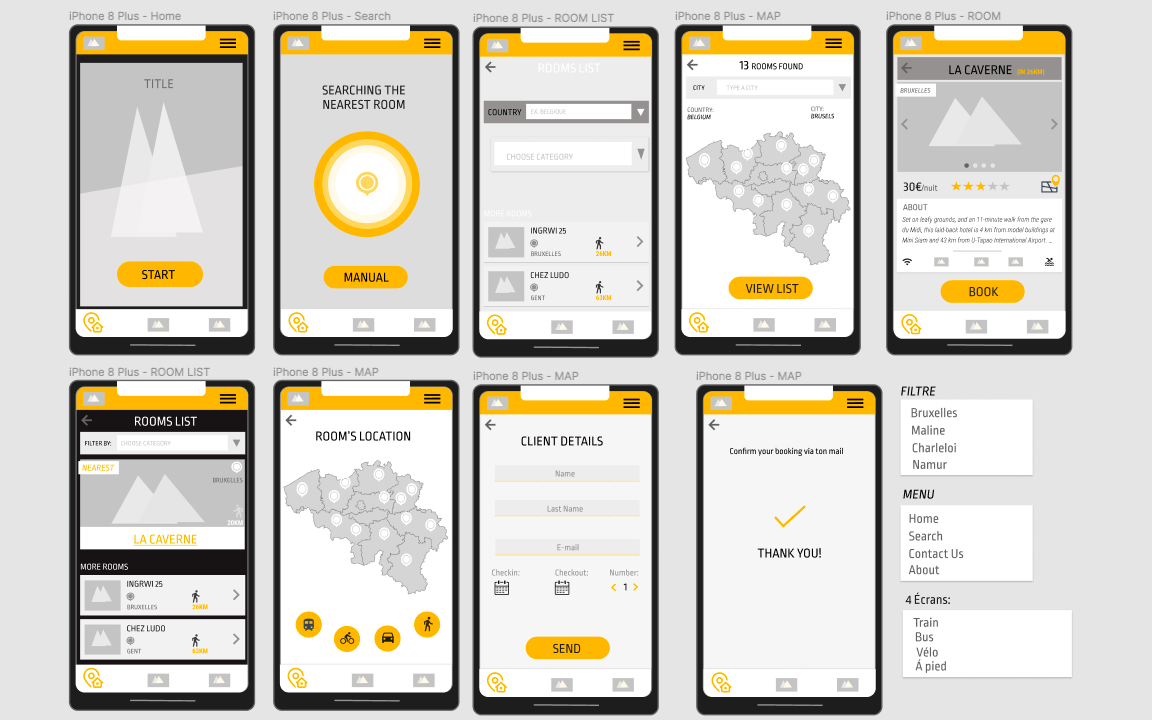 iPhone 8 Plus - Home
TITLE
START
iPhone 8 Plus - Search
SEARCHING THE
NEAREST ROOM
MANUAL
iPhone 8 Plus - ROOM LIST
ROOMS LIST
COUNTRY
EX. BELGIQUE
CHOOSE CATEGORY
MORE ROOMS
INGRWI 25
BRUXELLES
26KM
CHEZ LUDO
GENT
63KM
iPhone 8 Plus - MAP
13 ROOMS FOUND
CITY
TYPE A CITY
COUNTRY:
BELGIUM
CITY:
BRUSELS
VIEW LIST
iPhone 8 Plus - ROOM
LA CAVERNE (IN 26KM)
BRUXELLES
30€/nuit
ABOUT
Set on leafy grounds, and an 11-minute walk from the gare
du Midi, this laid-back hotel is 4 km from model buildings at
Mini Siam and 42 km from U-Tapao International Airport. ...
BOOK
iPhone 8 Plus - ROOM LIST
ROOMS LIST
FILTER BY:
CHOOSE CATEGORY
NEAREST
BRUXELLES
20KM
LA CAVERNE
MORE ROOMS
INGRWI 25
BRUXELLES
26KM
CHEZ LUDO
GENT
63KM
iPhone 8 Plus - MAP
ROOM'S LOCATION
iPhone 8 Plus - MAP
CLIENT DETAILS
Name
Last Name
E-mail
Checkin:
Checkout:
Number:
1
SEND
iPhone 8 Plus - MAP
Confirm your booking via ton mail
THANK YOU!
FILTRE
Bruxelles
Maline
Charleloi
Namur
MENU
Home
Search
Contact Us
About
4 Écrans:
Train
Bus
Vélo
Á pied